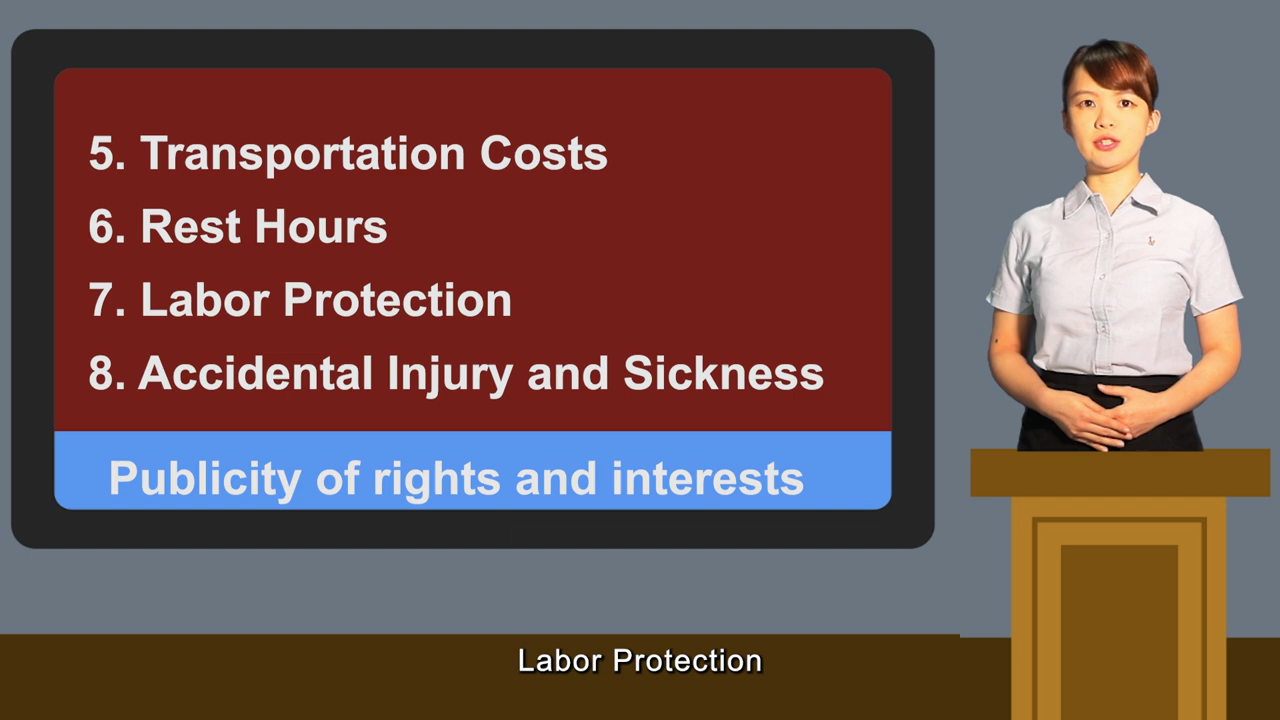 5. Transportation Costs
6. Rest Hours
7. Labor Protection
8. Accidental Injury and Sickness
Publicity of rights and interests
Labor Protection